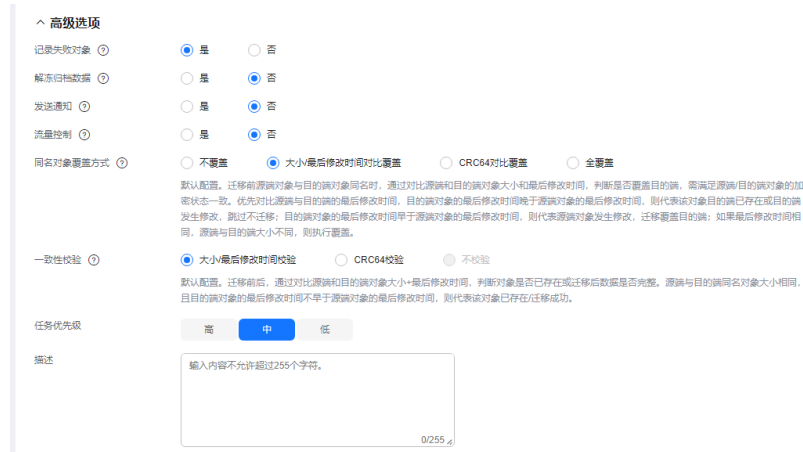 高级选项
记录失败对象 ? 是 否
解冻归档数据 ? 是 否
发送通知 ? 是 否
流量控制 ? 是 否
同名对象覆盖方式 ? 不覆盖 大小/最后修改时间对比覆盖 CRC64对比覆盖 全覆盖
默认配置。迁移前源端对象与目的端对象同名时，通过对比源端和目的端对象大小和最后修改时间，判断是否覆盖目的端，需满足源端/目的端对象的加
密状态一致。优先对比源端与目的端的最后修改时间，目的端对象的最后修改时间晚于源端对象的最后修改时间，则代表该对象目的端已存在或目的端
发生修改，跳过不迁移；目的端对象的最后修改时间早于源端对象的最后修改时间，则代表源端对象发生修改，迁移覆盖目的端；如果最后修改时间相
同，源端与目的端大小不同，则执行覆盖。
一致性校验 ? 大小/最后修改时间校验 CRC64校验 不校验
默认配置。迁移前后，通过对比源端和目的端对象大小+最后修改时间，判断对象是否已存在或迁移后数据是否完整。源端与目的端同名对象大小相同，
且目的端对象的最后修改时间不早于源端对象的最后修改时间，则代表该对象已存在/迁移成功。
任务优先级 高 中 低
描述 输入内容不允许超过255个字符。
0/255